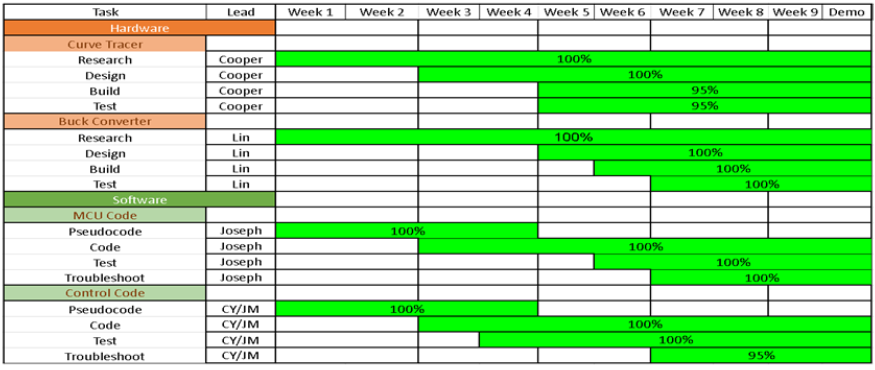 Task Lead Week 1 Week 2 Week 3 Week 4 Week 5 Week 6 Week 7 Week 8 Week 9 Demo
Hardware
Curve Tracer
Research Cooper 100%
Design Cooper 100%
Build Cooper 95%
Test Cooper 95%
Buck Converter
Research Lin 100%
Design Lin 100%
Build Lin 100%
Test Lin 100%
Software
MCU Code
Pseudocode Joseph 100%
Code Joseph 100%
Test Joseph 100%
Troubleshoot Joseph 100%
Control Code
Pseudocode CY/JM 100%
Code CY/JM 100%
Test CY/JM 100%
Troubleshoot CY/JM 95%